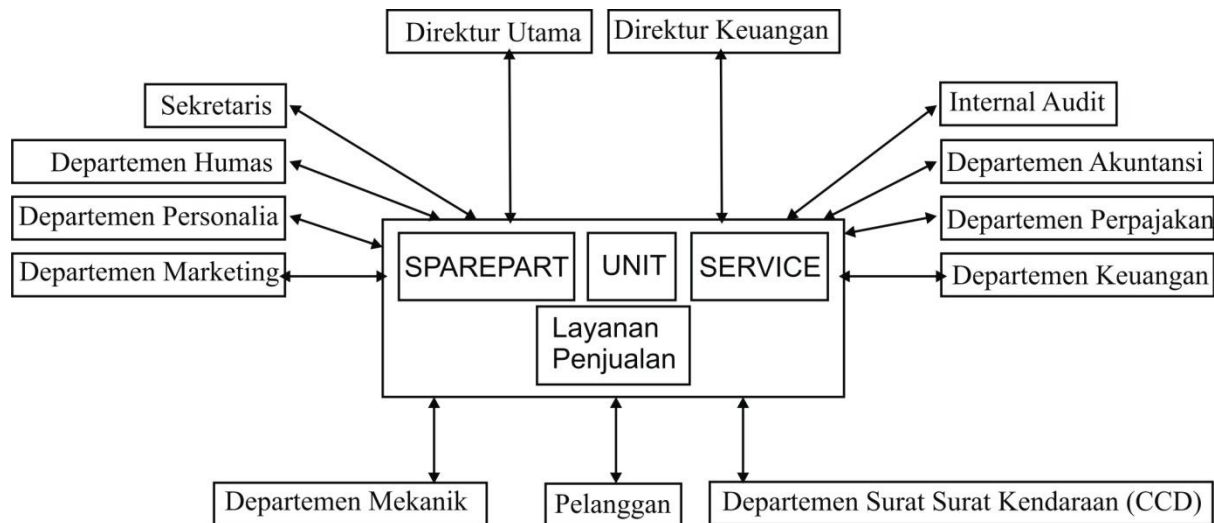 Direktur Utama
Direktur Keuangan
Sekretaris
Internal Audit
Departemen Humas
Departemen Akuntansi
Departemen Personalia
Departemen Perpajakan
Departemen Marketing
SPAREPART
UNIT
SERVICE
Departemen Keuangan
Layanan
Penjualan
Departemen Mekanik
Pelanggan
Departemen Surat Surat Kendaraan (CCD)